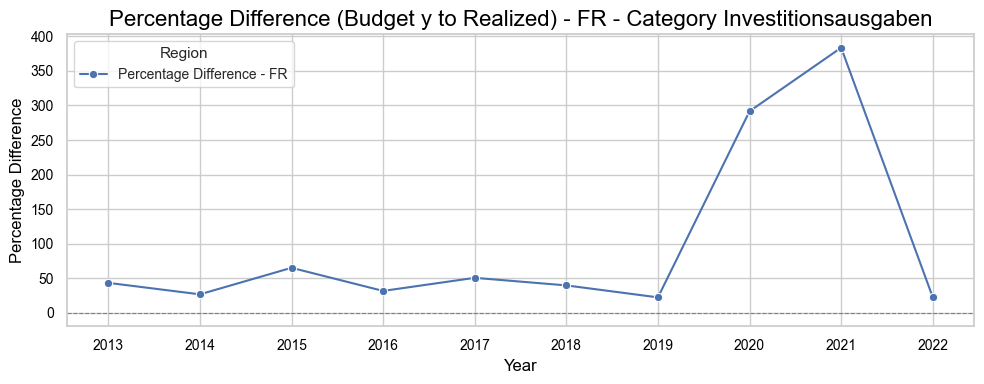 Percentage Difference (Budget y to Realized) - FR - Category Investitionsausgaben
Region
Percentage Difference - FR
Percentage Difference
400
350
300
250
200
150
100
50
0
2013 2014 2015 2016 2017 2018 2019 2020 2021 2022
Year